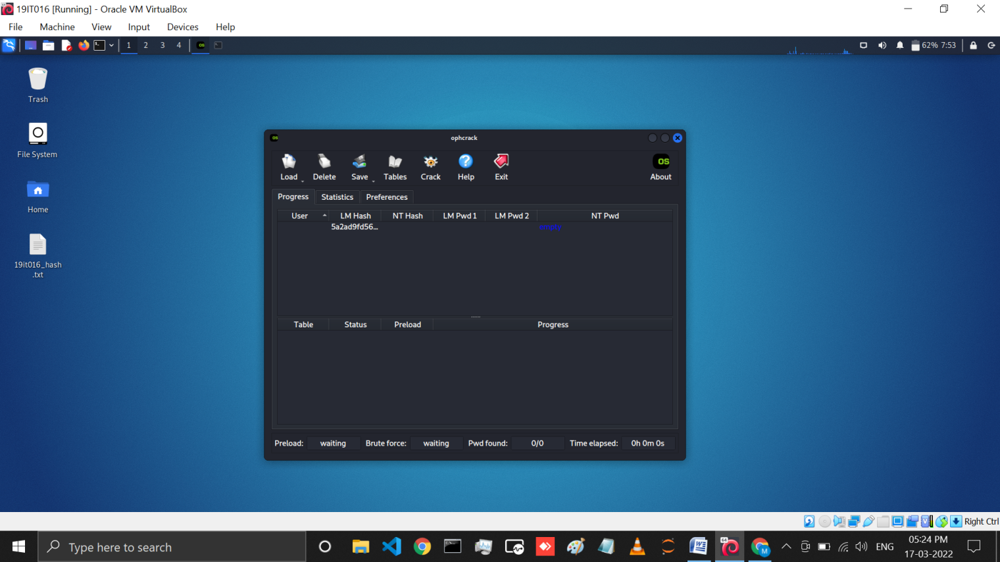 19IT016 [Running] - Oracle VM VirtualBox
File Machine View Input Devices Help
1 2 3 4 62% 7:53
Trash
File System
Home
19it016_hash
.txt
ophcrack
Load Delete Save Tables Crack Help Exit OS About
Progress Statistics Preferences
User LM Hash NT Hash LM Pwd 1 LM Pwd 2 NT Pwd
5a2ad9fd56... empty
Table Status Preload Progress
Preload: waiting Brute force: waiting Pwd found: 0/0 Time elapsed: 0h 0m 0s
Right Ctrl
Type here to search
ENG
05:24 PM
17-03-2022